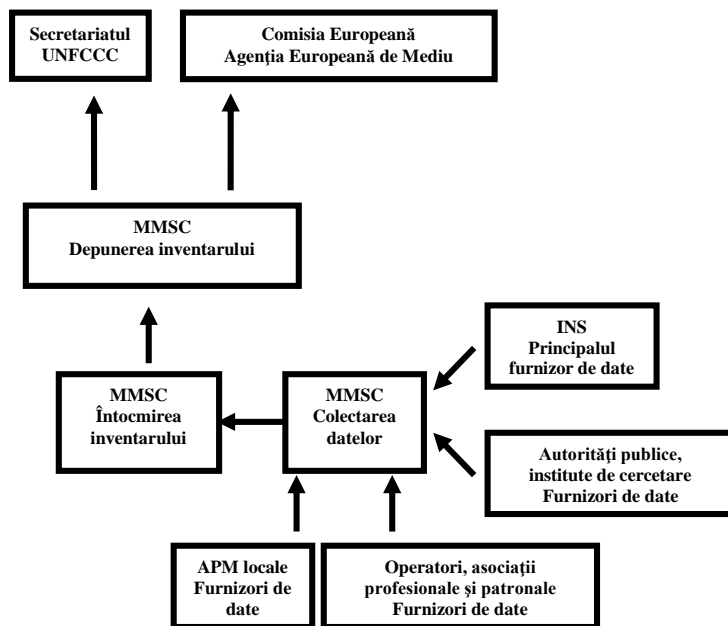 Secretariatul
UNFCCC
Comisia Europeană
Agenţia Europeană de Mediu
MMSC
Depunerea inventarului
INS
Principalul
furnizor de date
MMSC
Întocmirea
inventarului
MMSC
Colectarea
datelor
Autorităţi publice,
institute de cercetare
Furnizori de date
APM locale
Furnizori de
date
Operatori, asociaţii
profesionale şi patronale
Furnizori de date